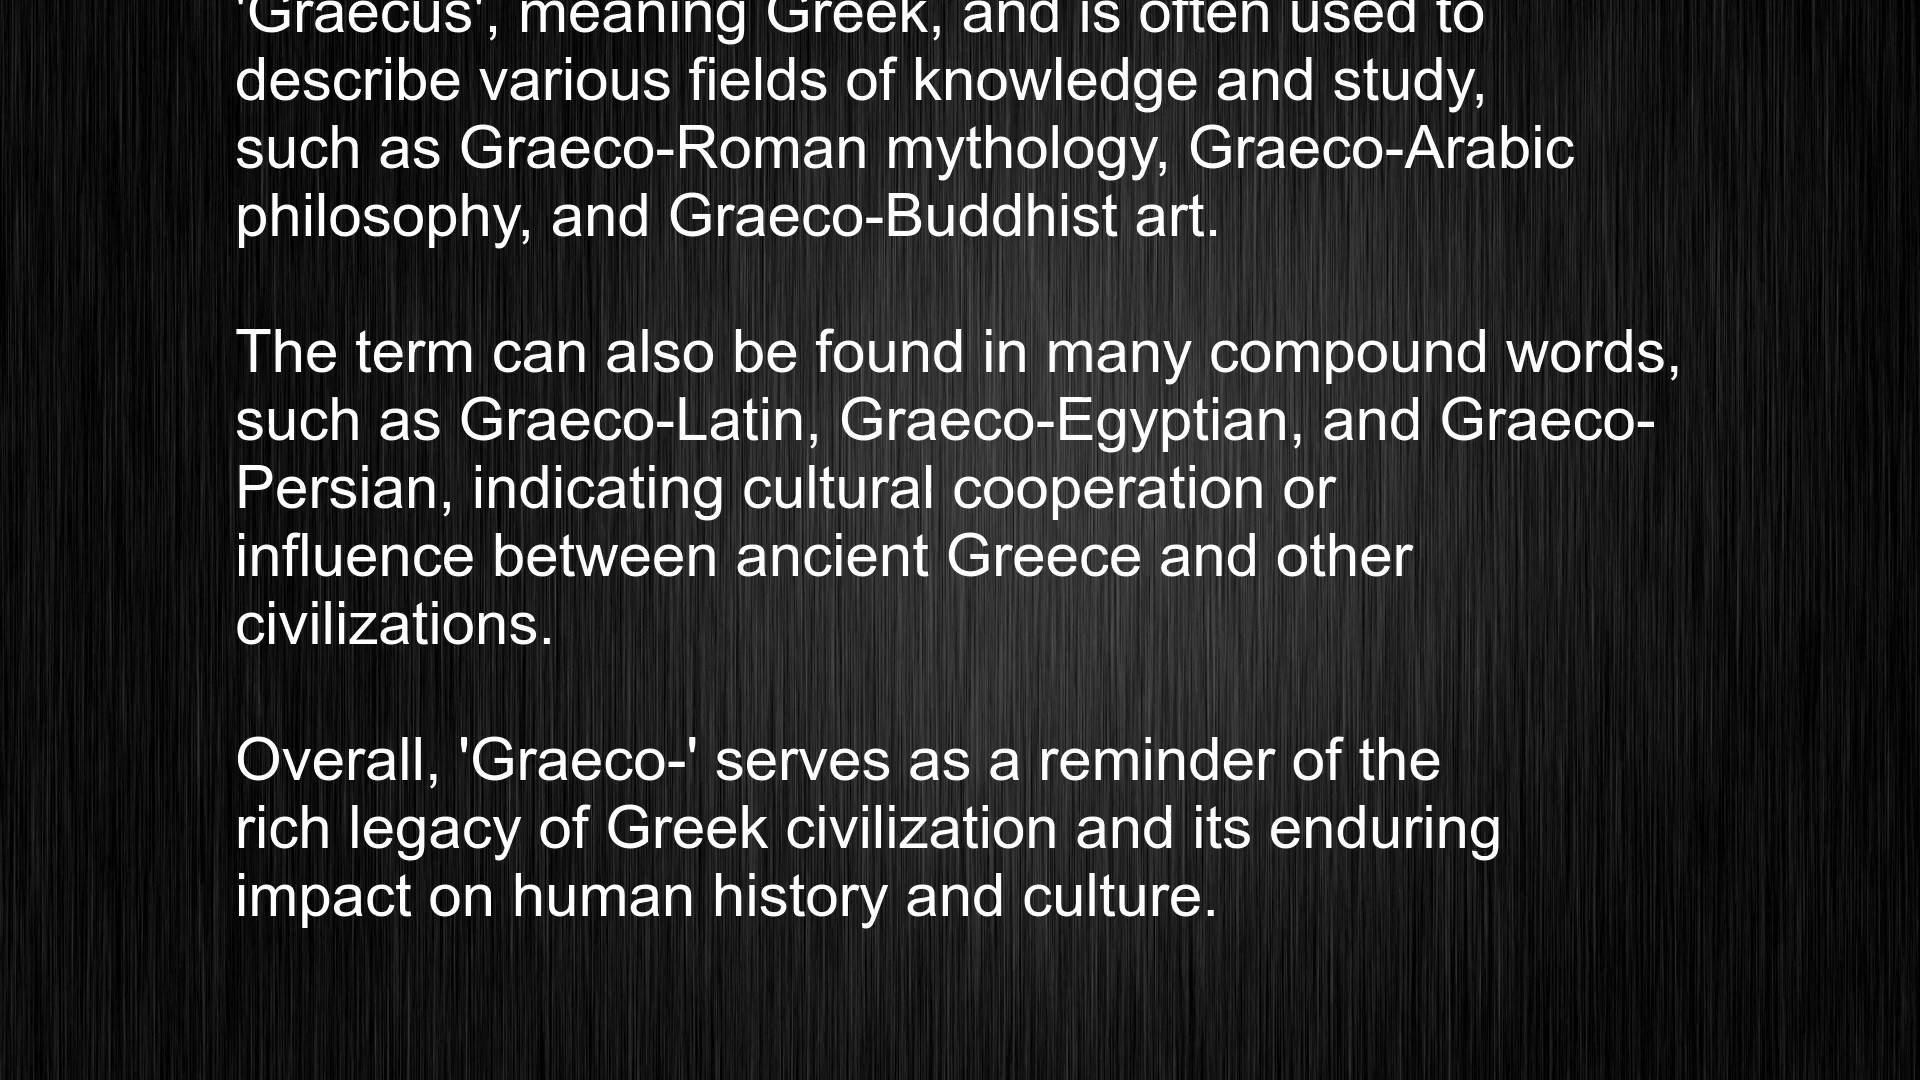 'Graecus', meaning Greek, and is often used to
describe various fields of knowledge and study,
such as Graeco-Roman mythology, Graeco-Arabic
philosophy, and Graeco-Buddhist art.
The term can also be found in many compound words,
such as Graeco-Latin, Graeco-Egyptian, and Graeco-
Persian, indicating cultural cooperation or
influence between ancient Greece and other
civilizations.
Overall, 'Graeco-' serves as a reminder of the
rich legacy of Greek civilization and its enduring
impact on human history and culture.